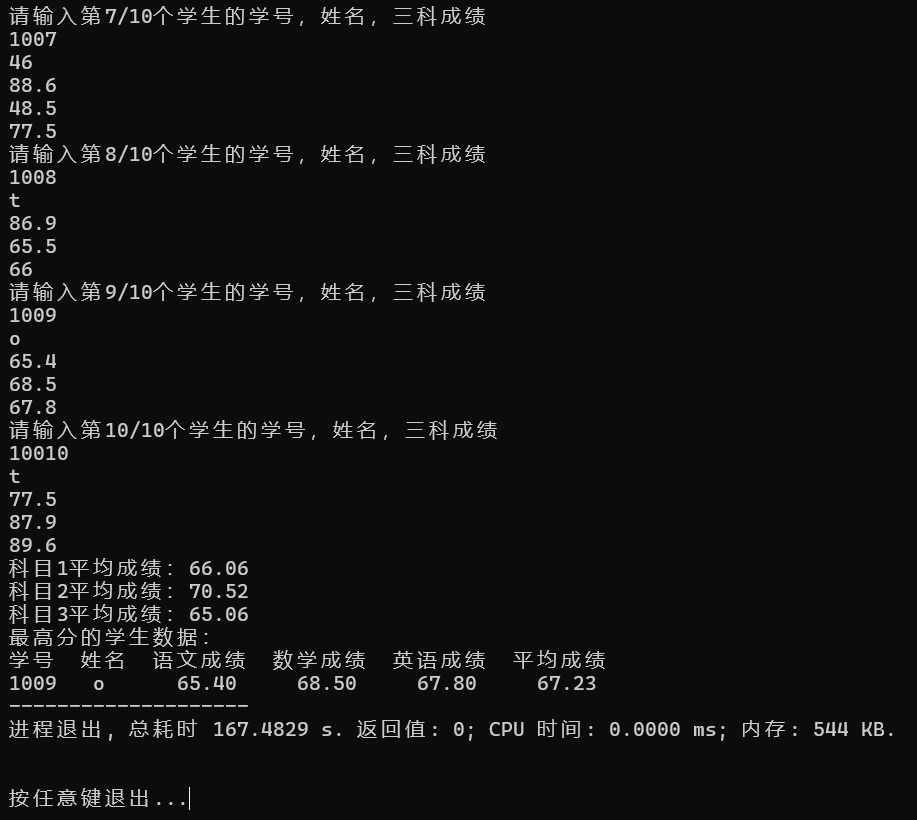 请输入第7/10个学生的学号，姓名，三科成绩
1007
46
88.6
48.5
77.5
请输入第8/10个学生的学号，姓名，三科成绩
1008
t
86.9
65.5
66
请输入第9/10个学生的学号，姓名，三科成绩
1009
o
65.4
68.5
67.8
请输入第10/10个学生的学号，姓名，三科成绩
10010
t
77.5
87.9
89.6
科目1平均成绩：66.06
科目2平均成绩：70.52
科目3平均成绩：65.06
最高分的学生数据：
学号  姓名  语文成绩  数学成绩  英语成绩  平均成绩
1009   o      65.40     68.50     67.80     67.23
--------------------
进程退出，总耗时 167.4829 s. 返回值: 0; CPU 时间: 0.0000 ms; 内存: 544 KB.
按任意键退出...